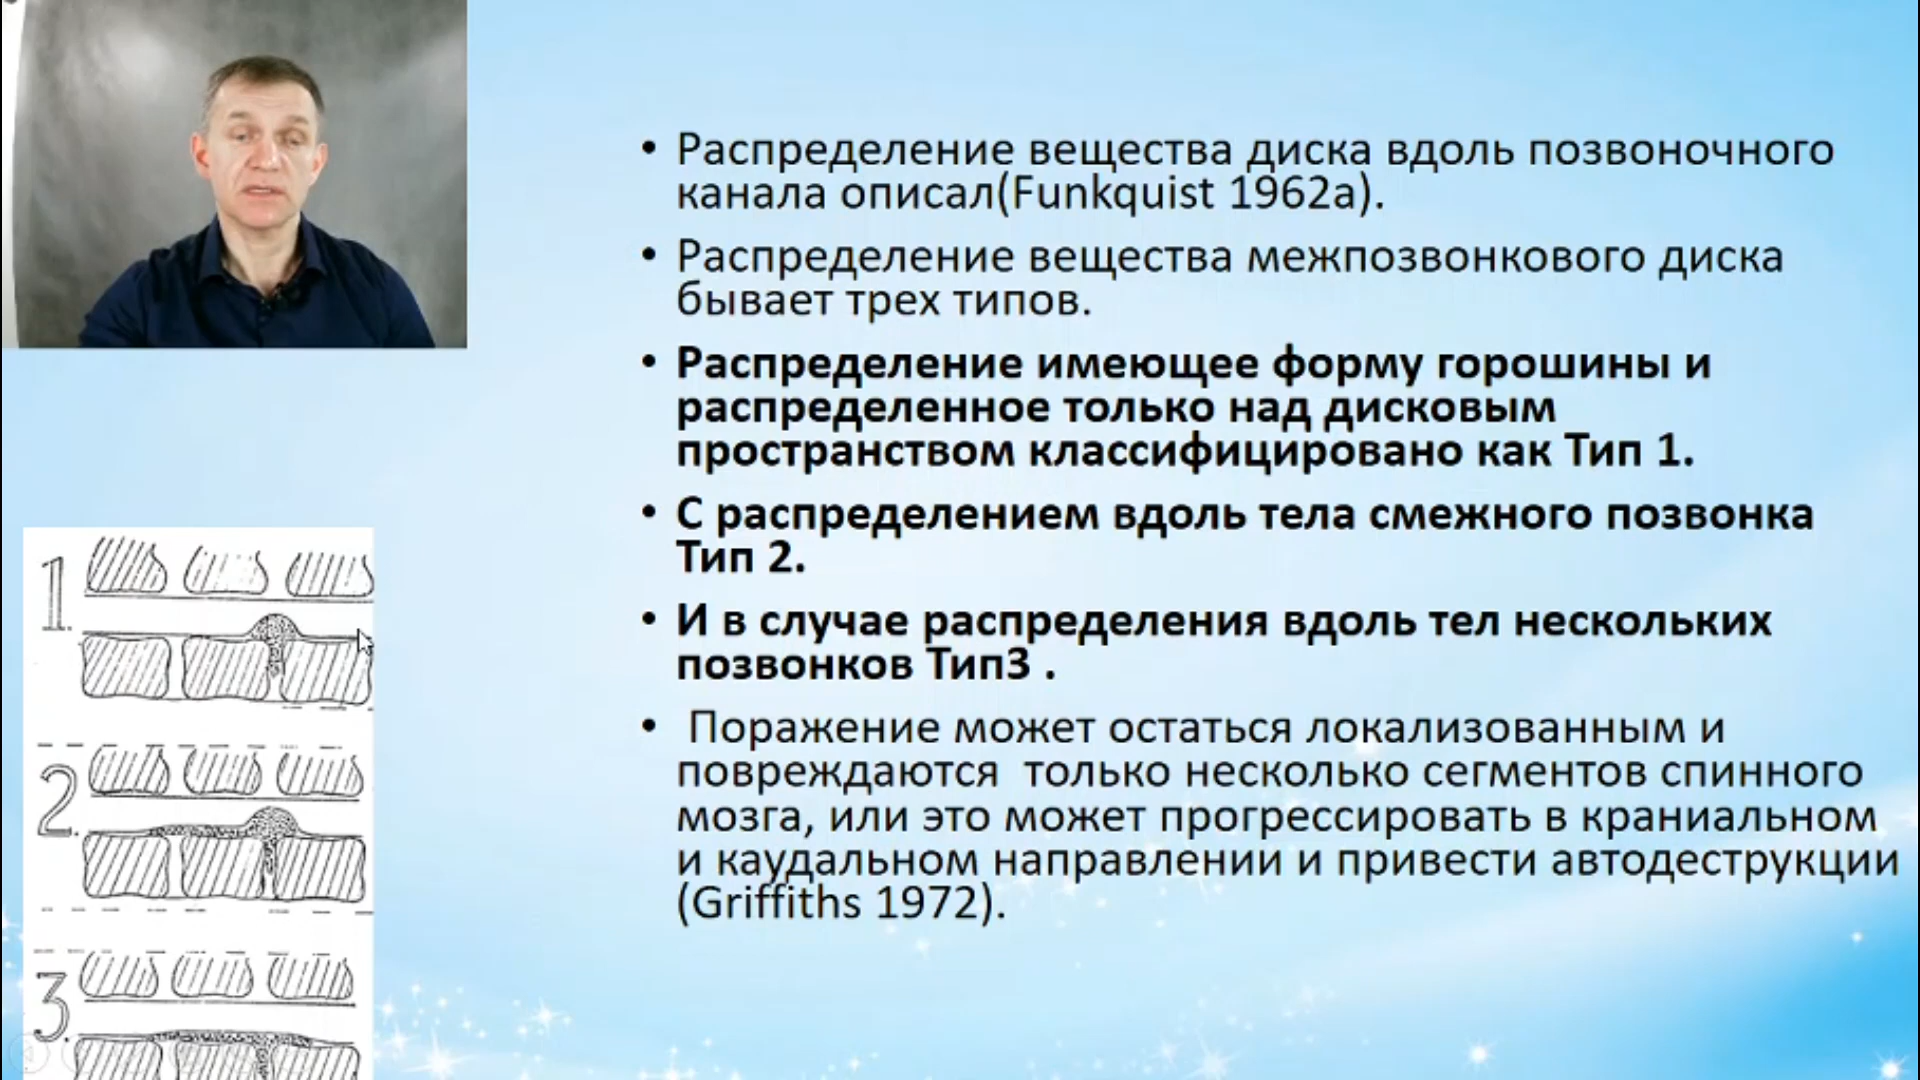 • Распределение вещества диска вдоль позвоночного
канала описал(Funkquist 1962a).
• Распределение вещества межпозвонкового диска
бывает трех типов.
• Распределение имеющее форму горошины и
распределенное только над дисковым
пространством классифицировано как Тип 1.
• С распределением вдоль тела смежного позвонка
Тип 2.
• И в случае распределения вдоль тел нескольких
позвонков Тип3 .
• Поражение может остаться локализованным и
повреждаются  только несколько сегментов спинного
мозга, или это может прогрессировать в краниальном
и каудальном направлении и привести автодеструкции
(Griffiths 1972).
1.
2.
3.